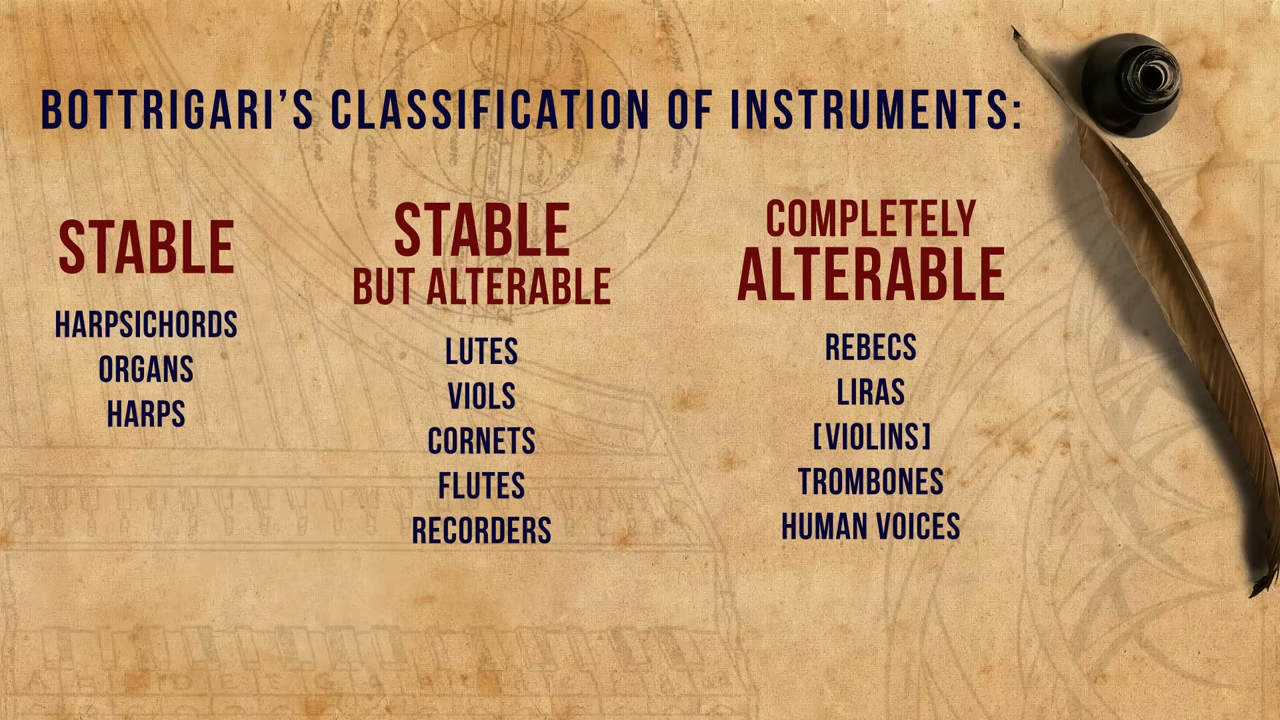 BOTTRIGARI'S CLASSIFICATION OF INSTRUMENTS:
STABLE
HARPSICHORDS
ORGANS
HARPS
STABLE
BUT ALTERABLE
LUTES
VIOLS
CORNETS
FLUTES
RECORDERS
COMPLETELY
ALTERABLE
REBECS
LIRAS
[VIOLINS]
TROMBONES
HUMAN VOICES